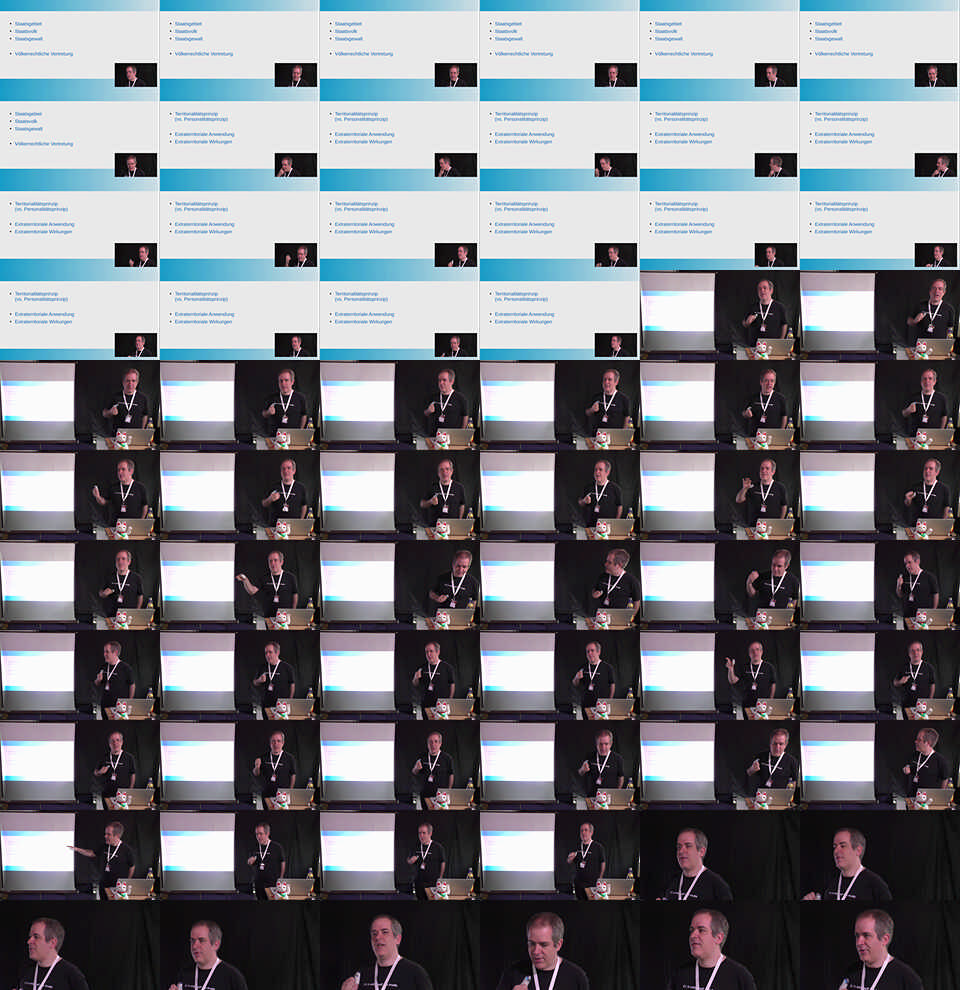 • Staatsgebiet
• Staatsvolk
• Staatsgewalt
• Völkerrechtliche Vertretung
• Territorialitätsprinzip
(vs. Personalitätsprinzip)
• Extraterritoriale Anwendung
• Extraterritoriale Wirkungen